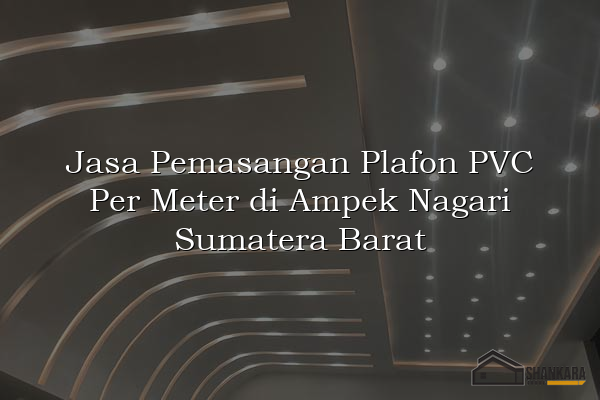 Jasa Pemasangan Plafon PVC
Per Meter di Ampek Nagari
Sumatera Barat
SHANKARA